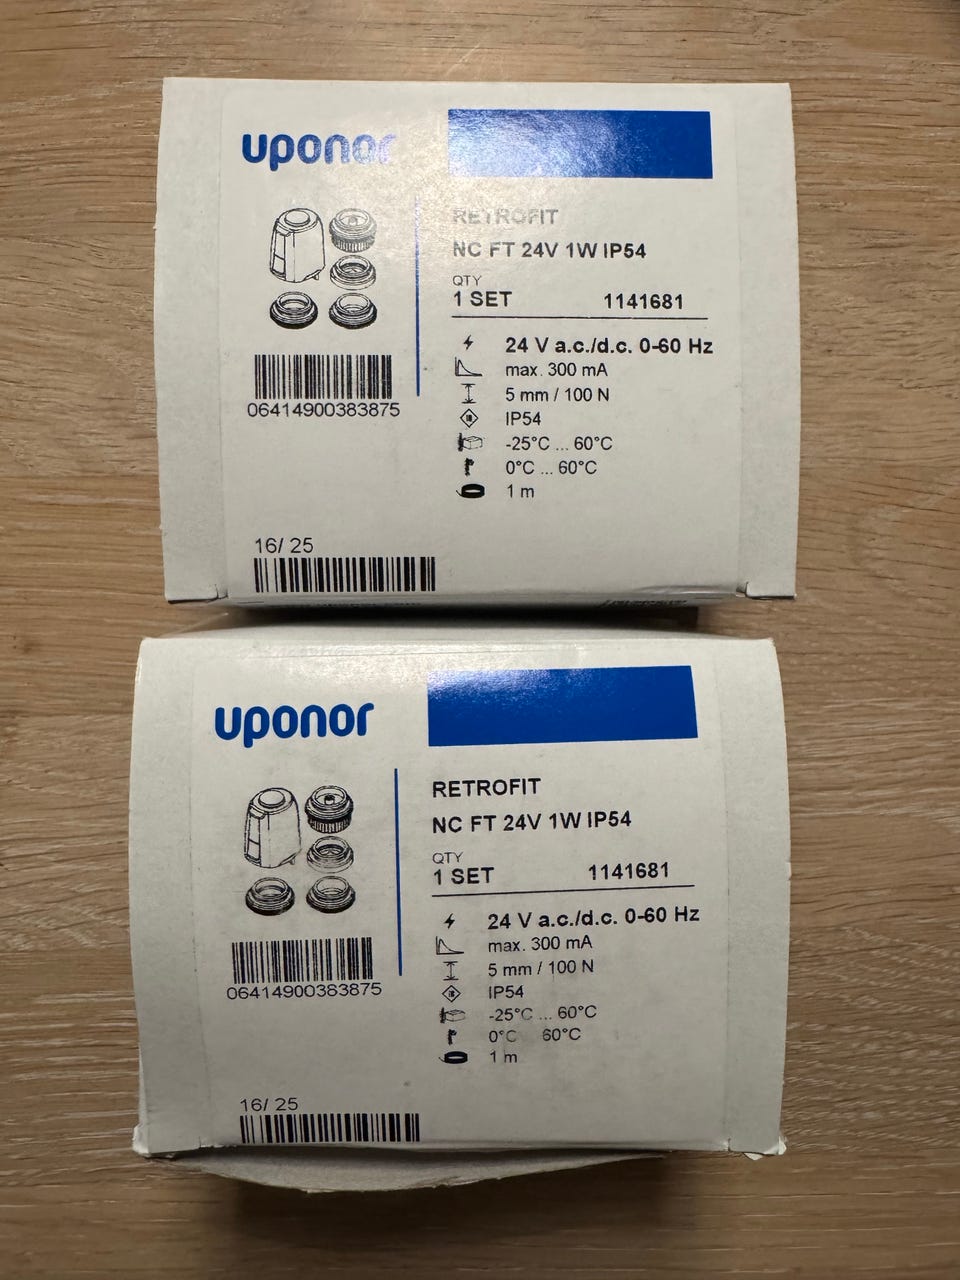 uponor
RETROFIT
NC FT 24V 1W IP54
QTY
1 SET 1141681
24 V a.c./d.c. 0-60 Hz
max. 300 mA
5 mm / 100 N
IP54
-25°C ... 60°C
0°C ... 60°C
1 m
06414900383875
16/ 25
uponor
RETROFIT
NC FT 24V 1W IP54
QTY
1 SET 1141681
24 V a.c./d.c. 0-60 Hz
max. 300 mA
5 mm / 100 N
IP54
-25°C ... 60°C
0°C 60°C
1 m
06414900383875
16/ 25